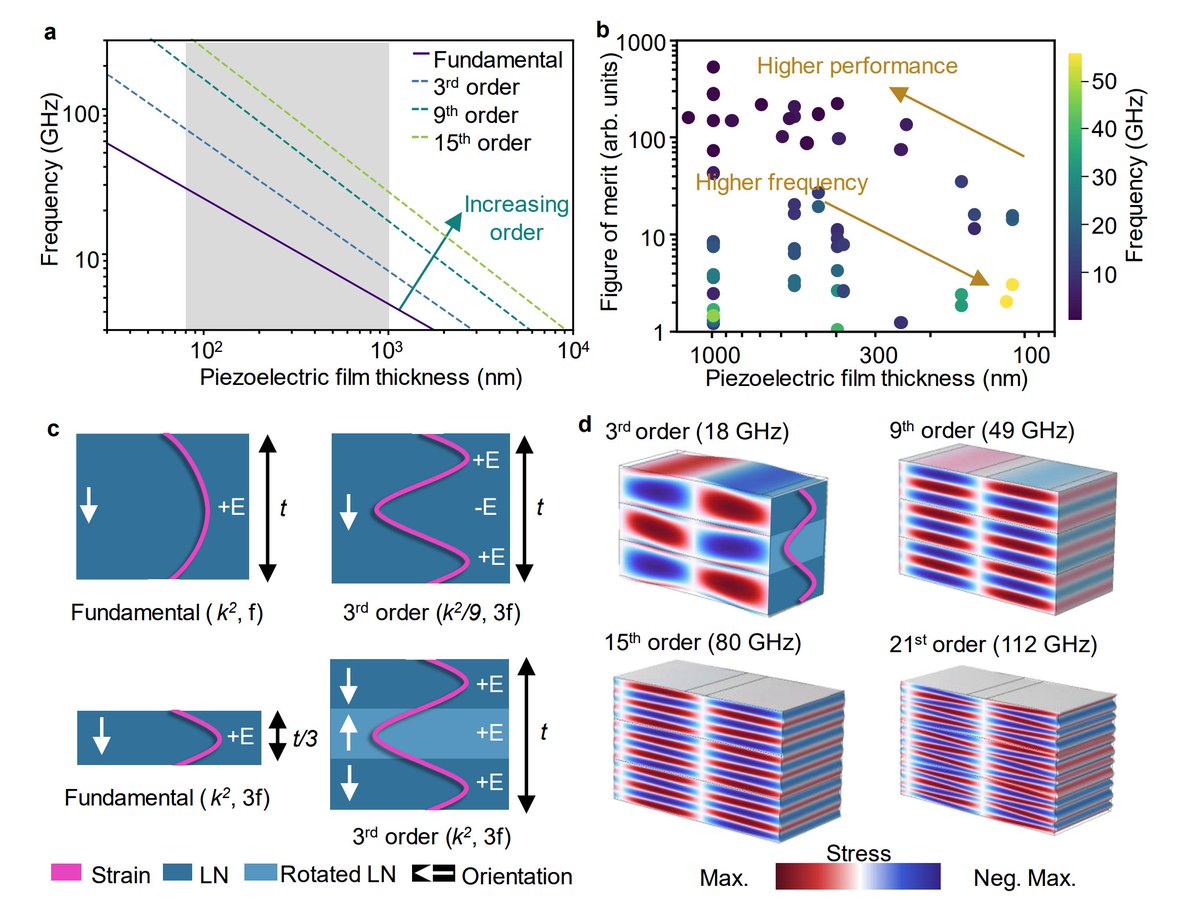 a
Frequency (GHz)
100
10
10²
10³
10⁴
Piezoelectric film thickness (nm)
Fundamental
3rd order
9th order
15th order
Increasing
order
b
Figure of merit (arb. units)
1000
100
10
1
1000
300
100
Piezoelectric film thickness (nm)
Higher performance
Higher frequency
50
40
30
20
10
Frequency (GHz)
c
+E
t
Fundamental (k², f)
+E
-E
+E
t
3rd order (k²/9, 3f)
+E
t/3
Fundamental (k², 3f)
+E
+E
+E
t
3rd order (k², 3f)
Strain
LN
Rotated LN
Orientation
d
3rd order (18 GHz)
9th order (49 GHz)
15th order (80 GHz)
21st order (112 GHz)
Stress
Max.
Neg. Max.